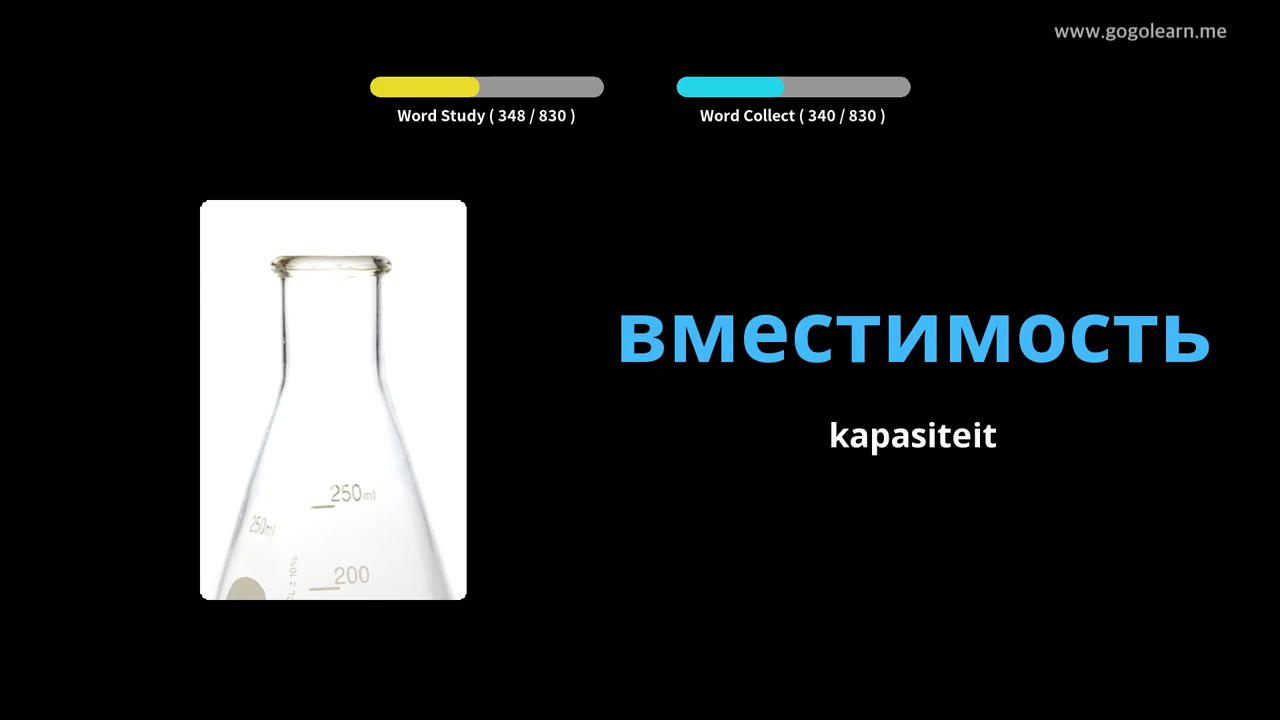 www.gogolearn.me
Word Study ( 348 / 830 )
Word Collect ( 340 / 830 )
вместимость
kapasiteit
250ml
250ml
200